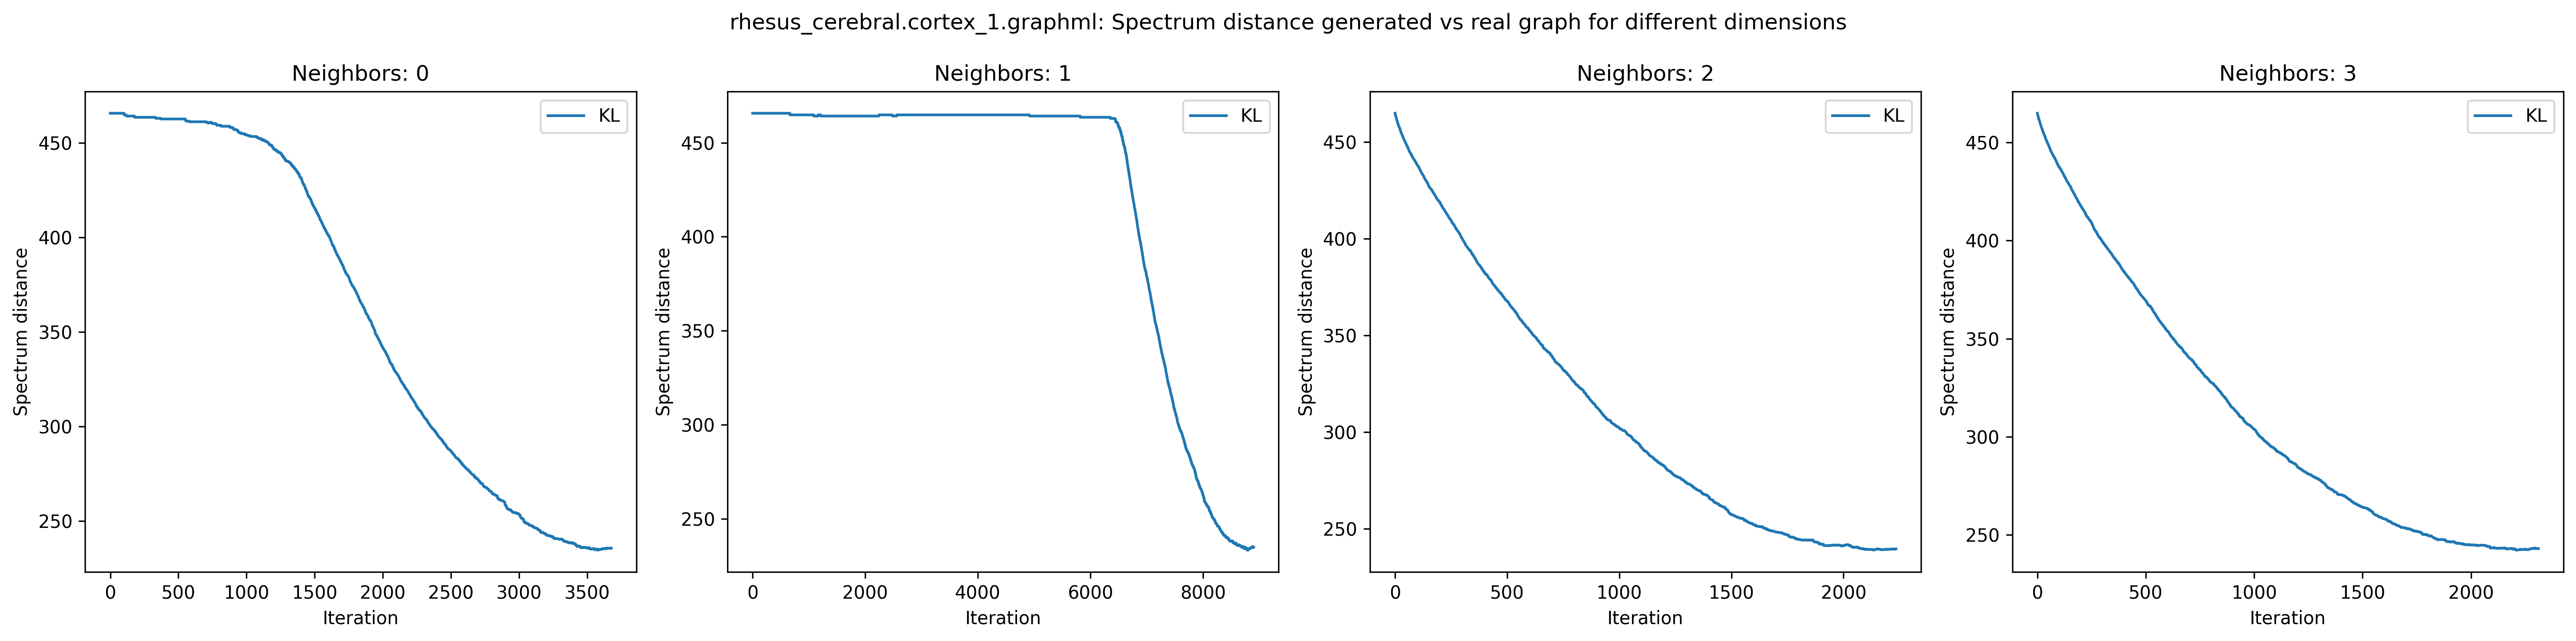 rhesus_cerebral.cortex_1.graphml: Spectrum distance generated vs real graph for different dimensions
Neighbors: 0
KL
450
400
350
300
250
Spectrum distance
0 500 1000 1500 2000 2500 3000 3500
Iteration
Neighbors: 1
KL
450
400
350
300
250
Spectrum distance
0 2000 4000 6000 8000
Iteration
Neighbors: 2
KL
450
400
350
300
250
Spectrum distance
0 500 1000 1500 2000
Iteration
Neighbors: 3
KL
450
400
350
300
250
Spectrum distance
0 500 1000 1500 2000
Iteration